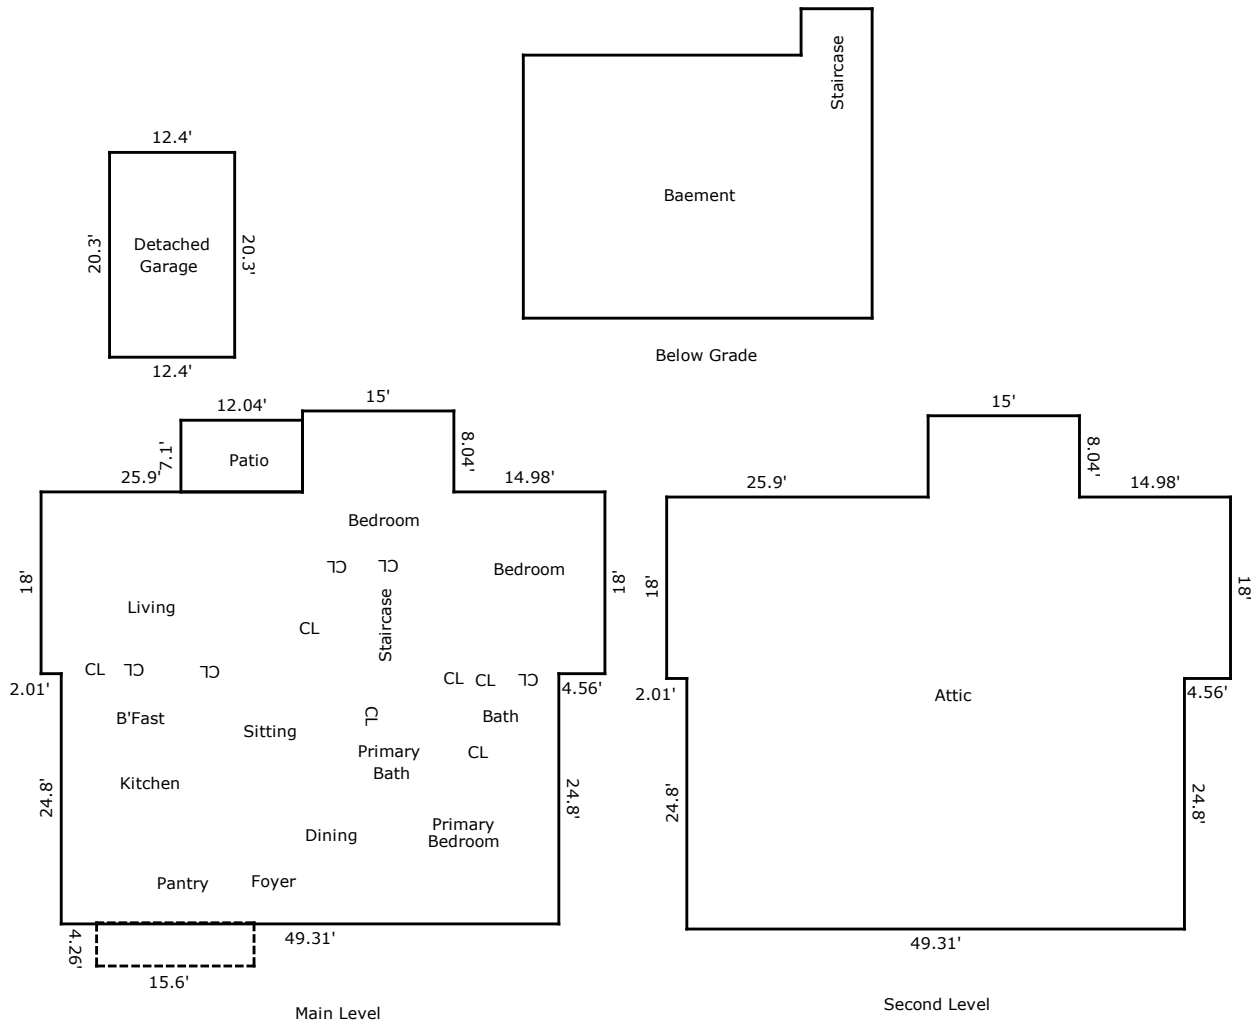 Staircase
Baement
Below Grade
12.4'
20.3'
Detached
Garage
20.3'
12.4'
12.04'
15'
7.1'
Patio
8.04'
25.9'
14.98'
Bedroom
CL
CL
Bedroom
18'
18'
Living
Staircase
CL
CL
CL
CL
CL
CL
CL
2.01'
4.56'
B'Fast
Sitting
CL
Bath
Primary
Bath
CL
Kitchen
24.8'
24.8'
Dining
Primary
Bedroom
Pantry
Foyer
4.26'
49.31'
15.6'
Main Level
15'
8.04'
25.9'
14.98'
18'
18'
2.01'
Attic
4.56'
24.8'
24.8'
49.31'
Second Level